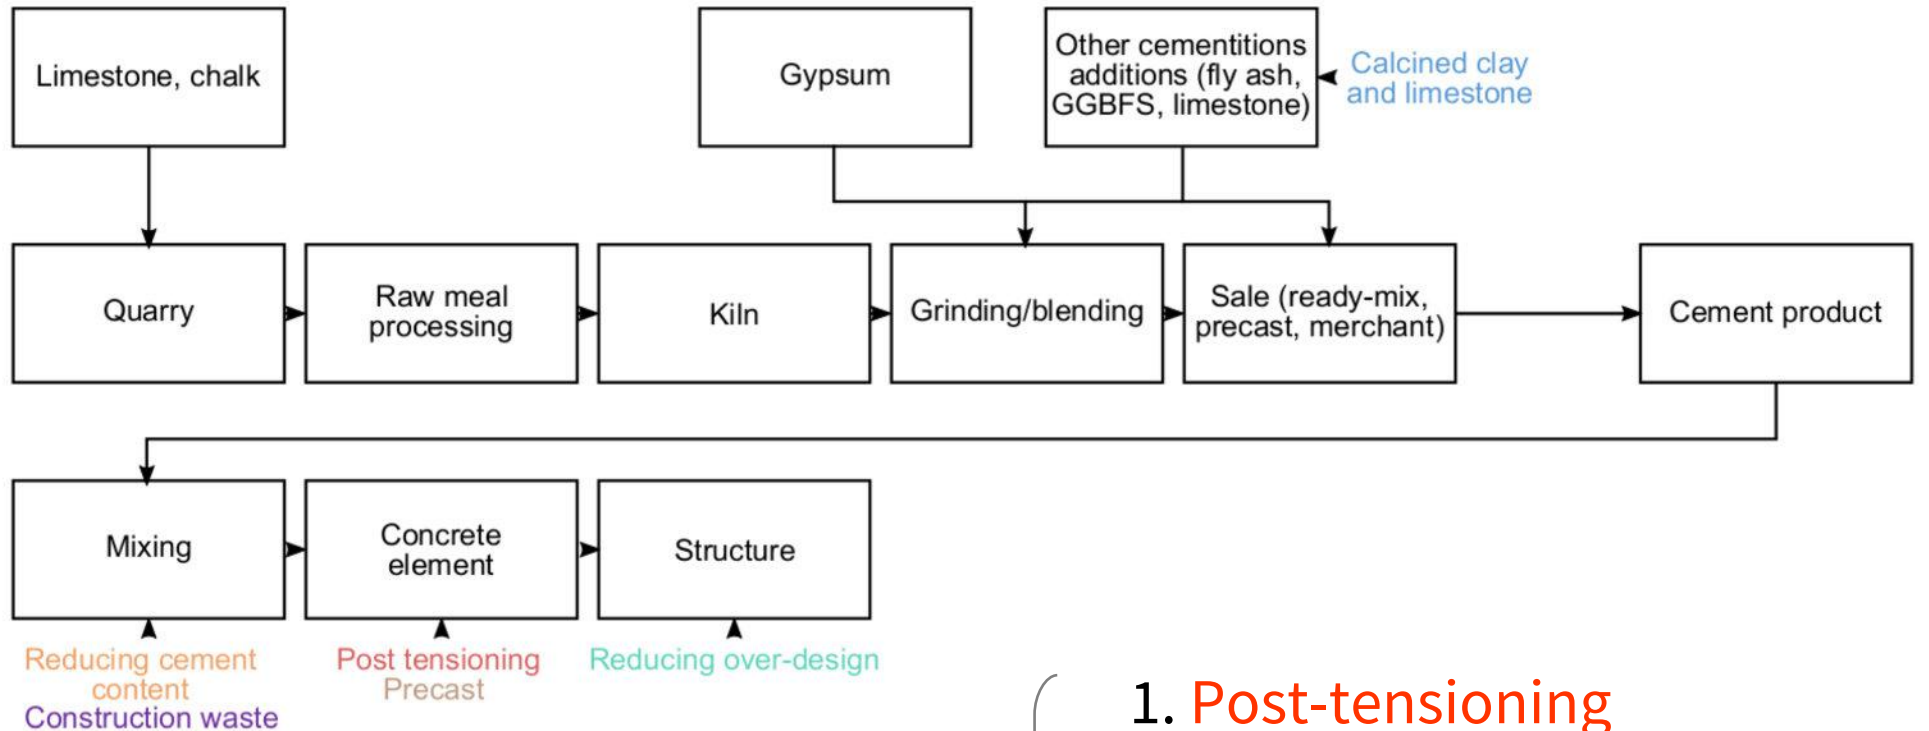 Limestone, chalk
Gypsum
Other cementitions
additions (fly ash,
GGBFS, limestone)
Calcined clay
and limestone
Quarry
Raw meal
processing
Kiln
Grinding/blending
Sale (ready-mix,
precast, merchant)
Cement product
Mixing
Concrete
element
Structure
Reducing cement
content
Construction waste
Post tensioning
Precast
Reducing over-design
1. Post-tensioning